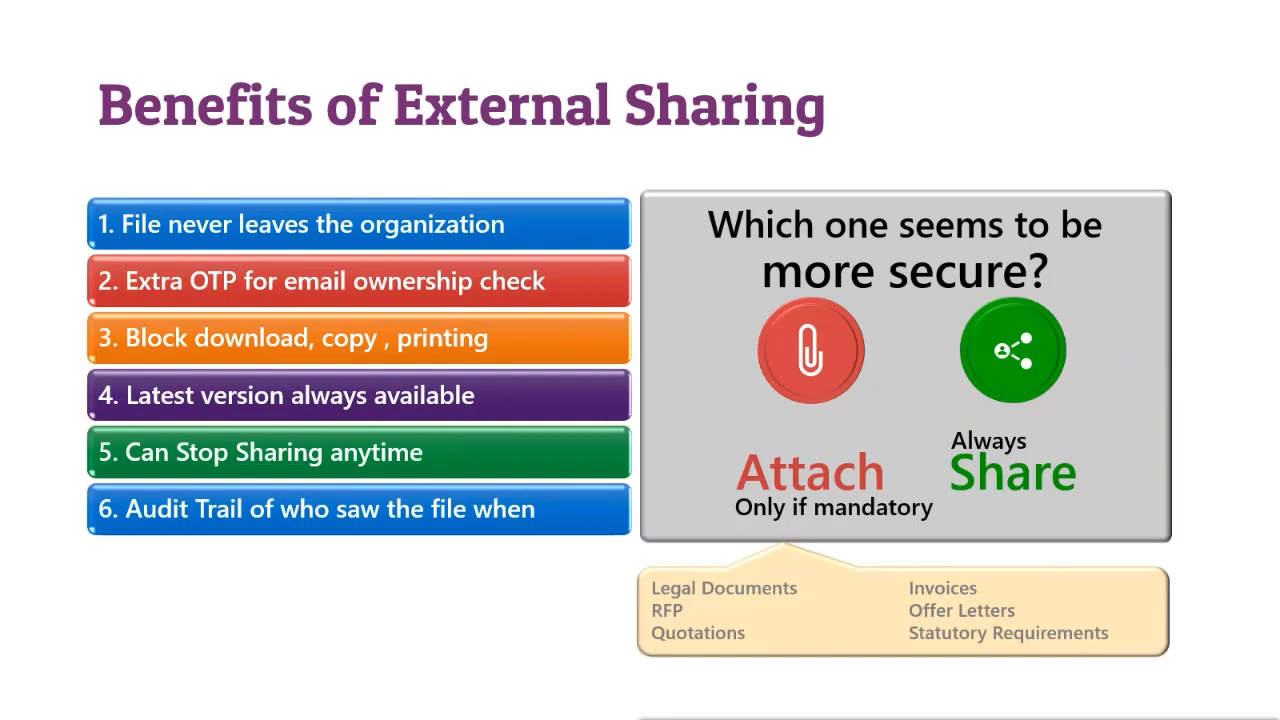 Benefits of External Sharing
1. File never leaves the organization
2. Extra OTP for email ownership check
3. Block download, copy , printing
4. Latest version always available
5. Can Stop Sharing anytime
6. Audit Trail of who saw the file when
Which one seems to be
more secure?
Attach
Only if mandatory
Always
Share
Legal Documents
RFP
Quotations
Invoices
Offer Letters
Statutory Requirements